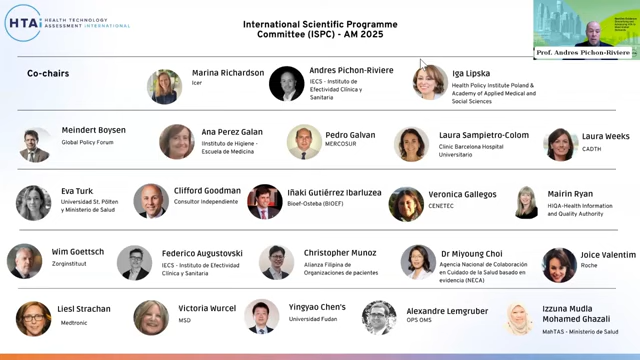 HTAi HEALTH TECHNOLOGY
ASSESSMENT INTERNATIONAL
International Scientific Programme
Committee (ISPC) - AM 2025
Prof. Andres Pichon-Riviere
Co-chairs
Marina Richardson
Icer
Andres Pichon-Riviere
IECS - Instituto de
Efectividad Clínica y
Sanitaria
Iga Lipska
Health Policy Institute Poland &
Academy of Applied Medical and
Social Sciences
Meindert Boysen
Global Policy Forum
Ana Perez Galan
Instituto de Higiene -
Escuela de Medicina
Pedro Galvan
MERCOSUR
Laura Sampietro-Colom
Clinic Barcelona Hospital
Universitario
Laura Weeks
CADTH
Eva Turk
Universidad St. Pölten
y Ministerio de Salud
Clifford Goodman
Consultor Independiente
Iñaki Gutiérrez Ibarluzea
Bioef-Osteba (BIOEF)
Veronica Gallegos
CENETEC
Mairin Ryan
HIQA-Health Information
and Quality Authority
Wim Goettsch
Zorginstituut
Federico Augustovski
IECS - Instituto de Efectividad
Clínica y Sanitaria
Christopher Munoz
Alianza Filipina de
Organizaciones de pacientes
Dr Miyoung Choi
Agencia Nacional de Colaboración
en Cuidado de la Salud basado en
evidencia (NECA)
Joice Valentim
Roche
Liesl Strachan
Medtronic
Victoria Wurcel
MSD
Yingyao Chen's
Universidad Fudan
Alexandre Lemgruber
OPS OMS
Izzuna Mudla
Mohamed Ghazali
MahTAS - Ministerio de Salud